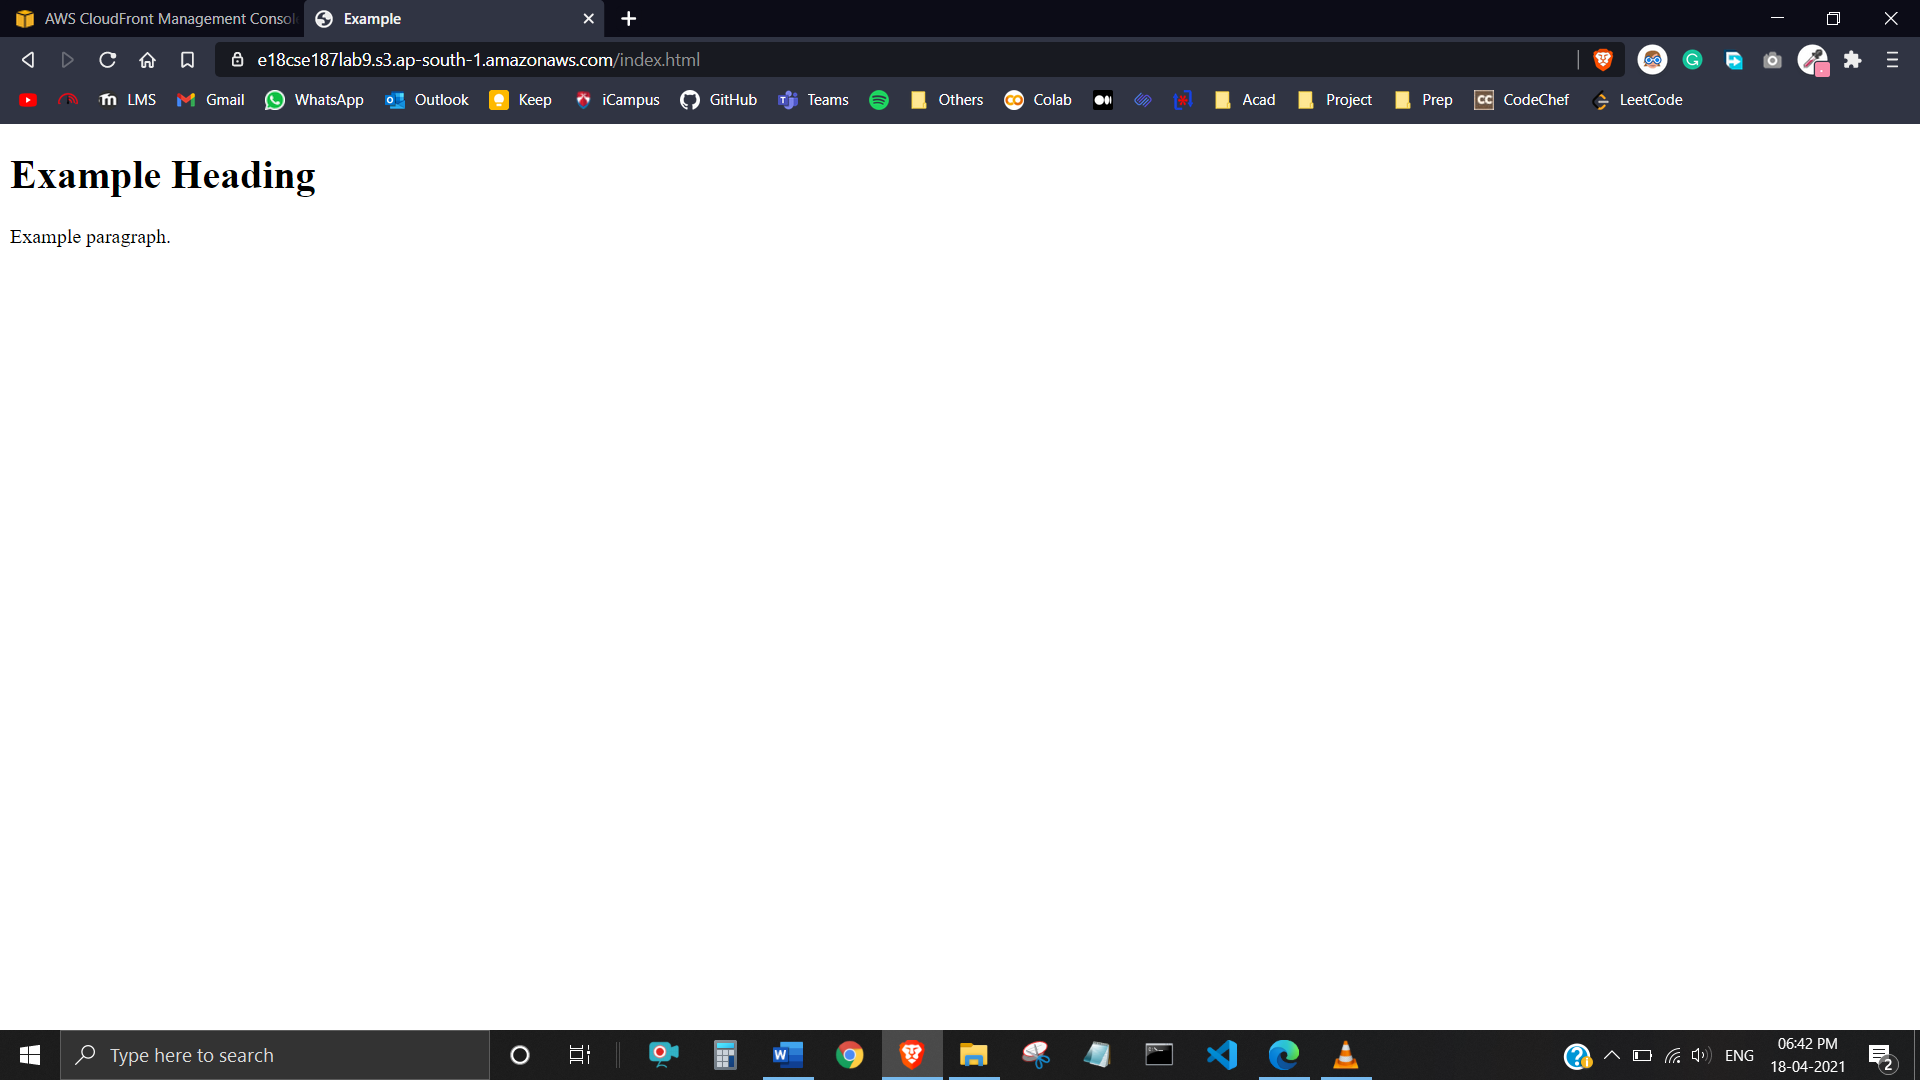 AWS CloudFront Management Consol
Example
e18cse187lab9.s3.ap-south-1.amazonaws.com/index.html
LMS Gmail WhatsApp Outlook Keep iCampus GitHub Teams Others Colab Acad Project Prep CC CodeChef LeetCode
Example Heading
Example paragraph.
Type here to search
ENG
06:42 PM
18-04-2021
2